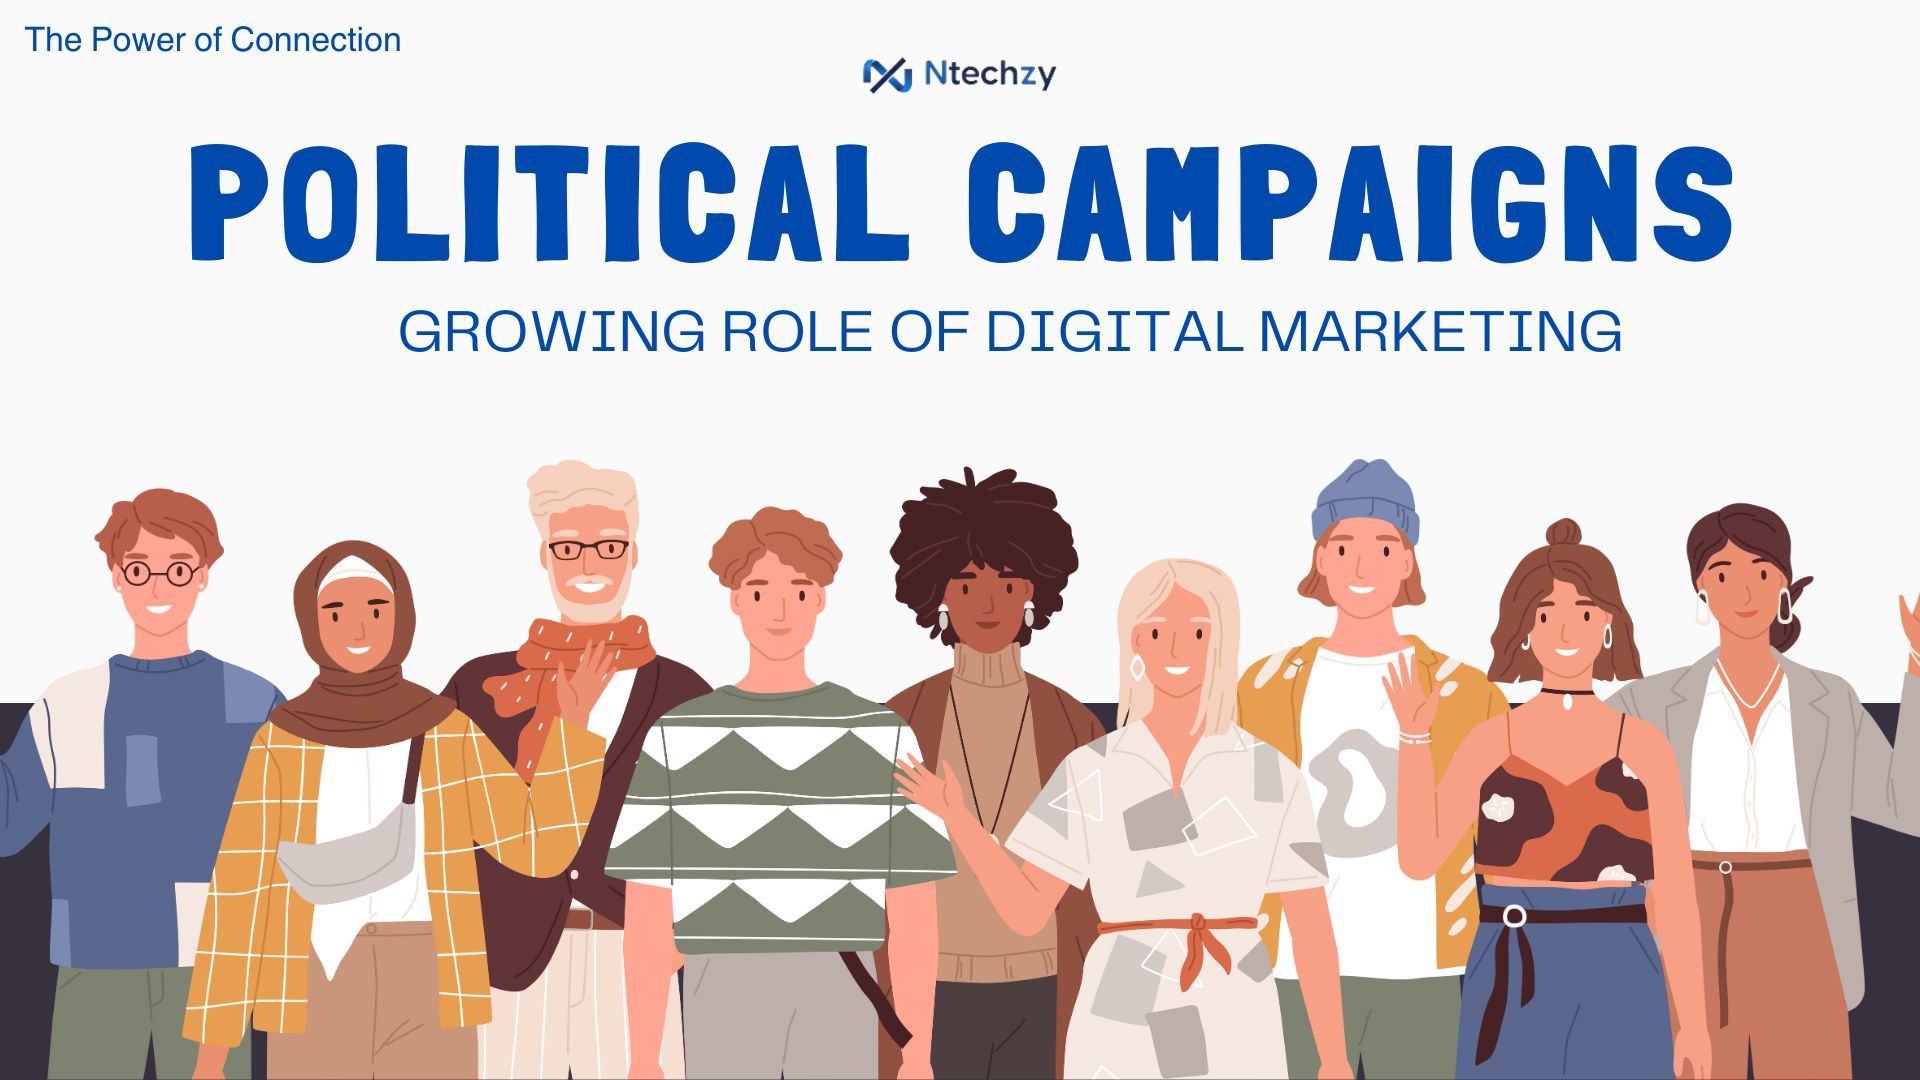 The Power of Connection
Ntechzy
POLITICAL CAMPAIGNS
GROWING ROLE OF DIGITAL MARKETING